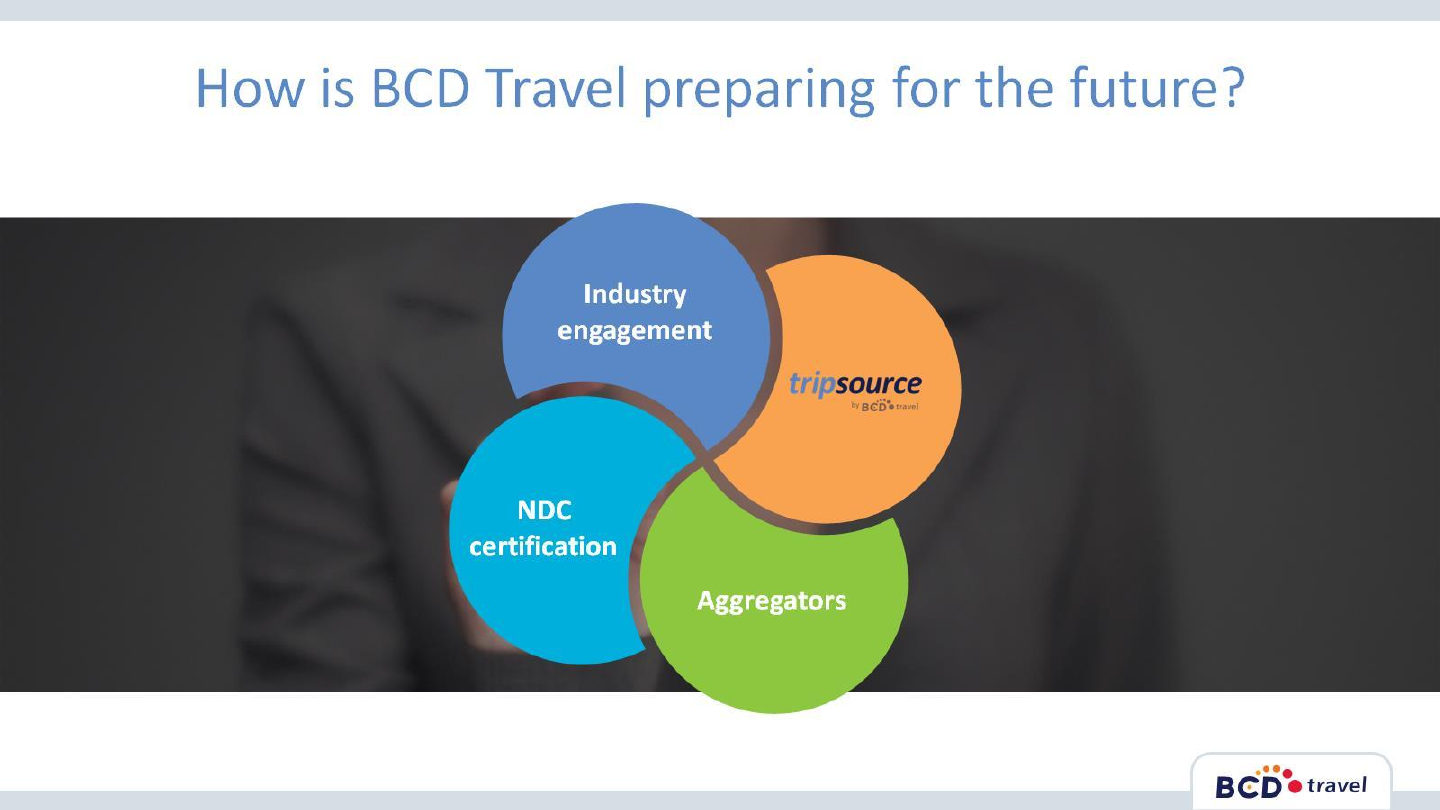 How is BCD Travel preparing for the future?
Industry
engagement
tripsource
by BCD travel
NDC
certification
Aggregators
BCD travel